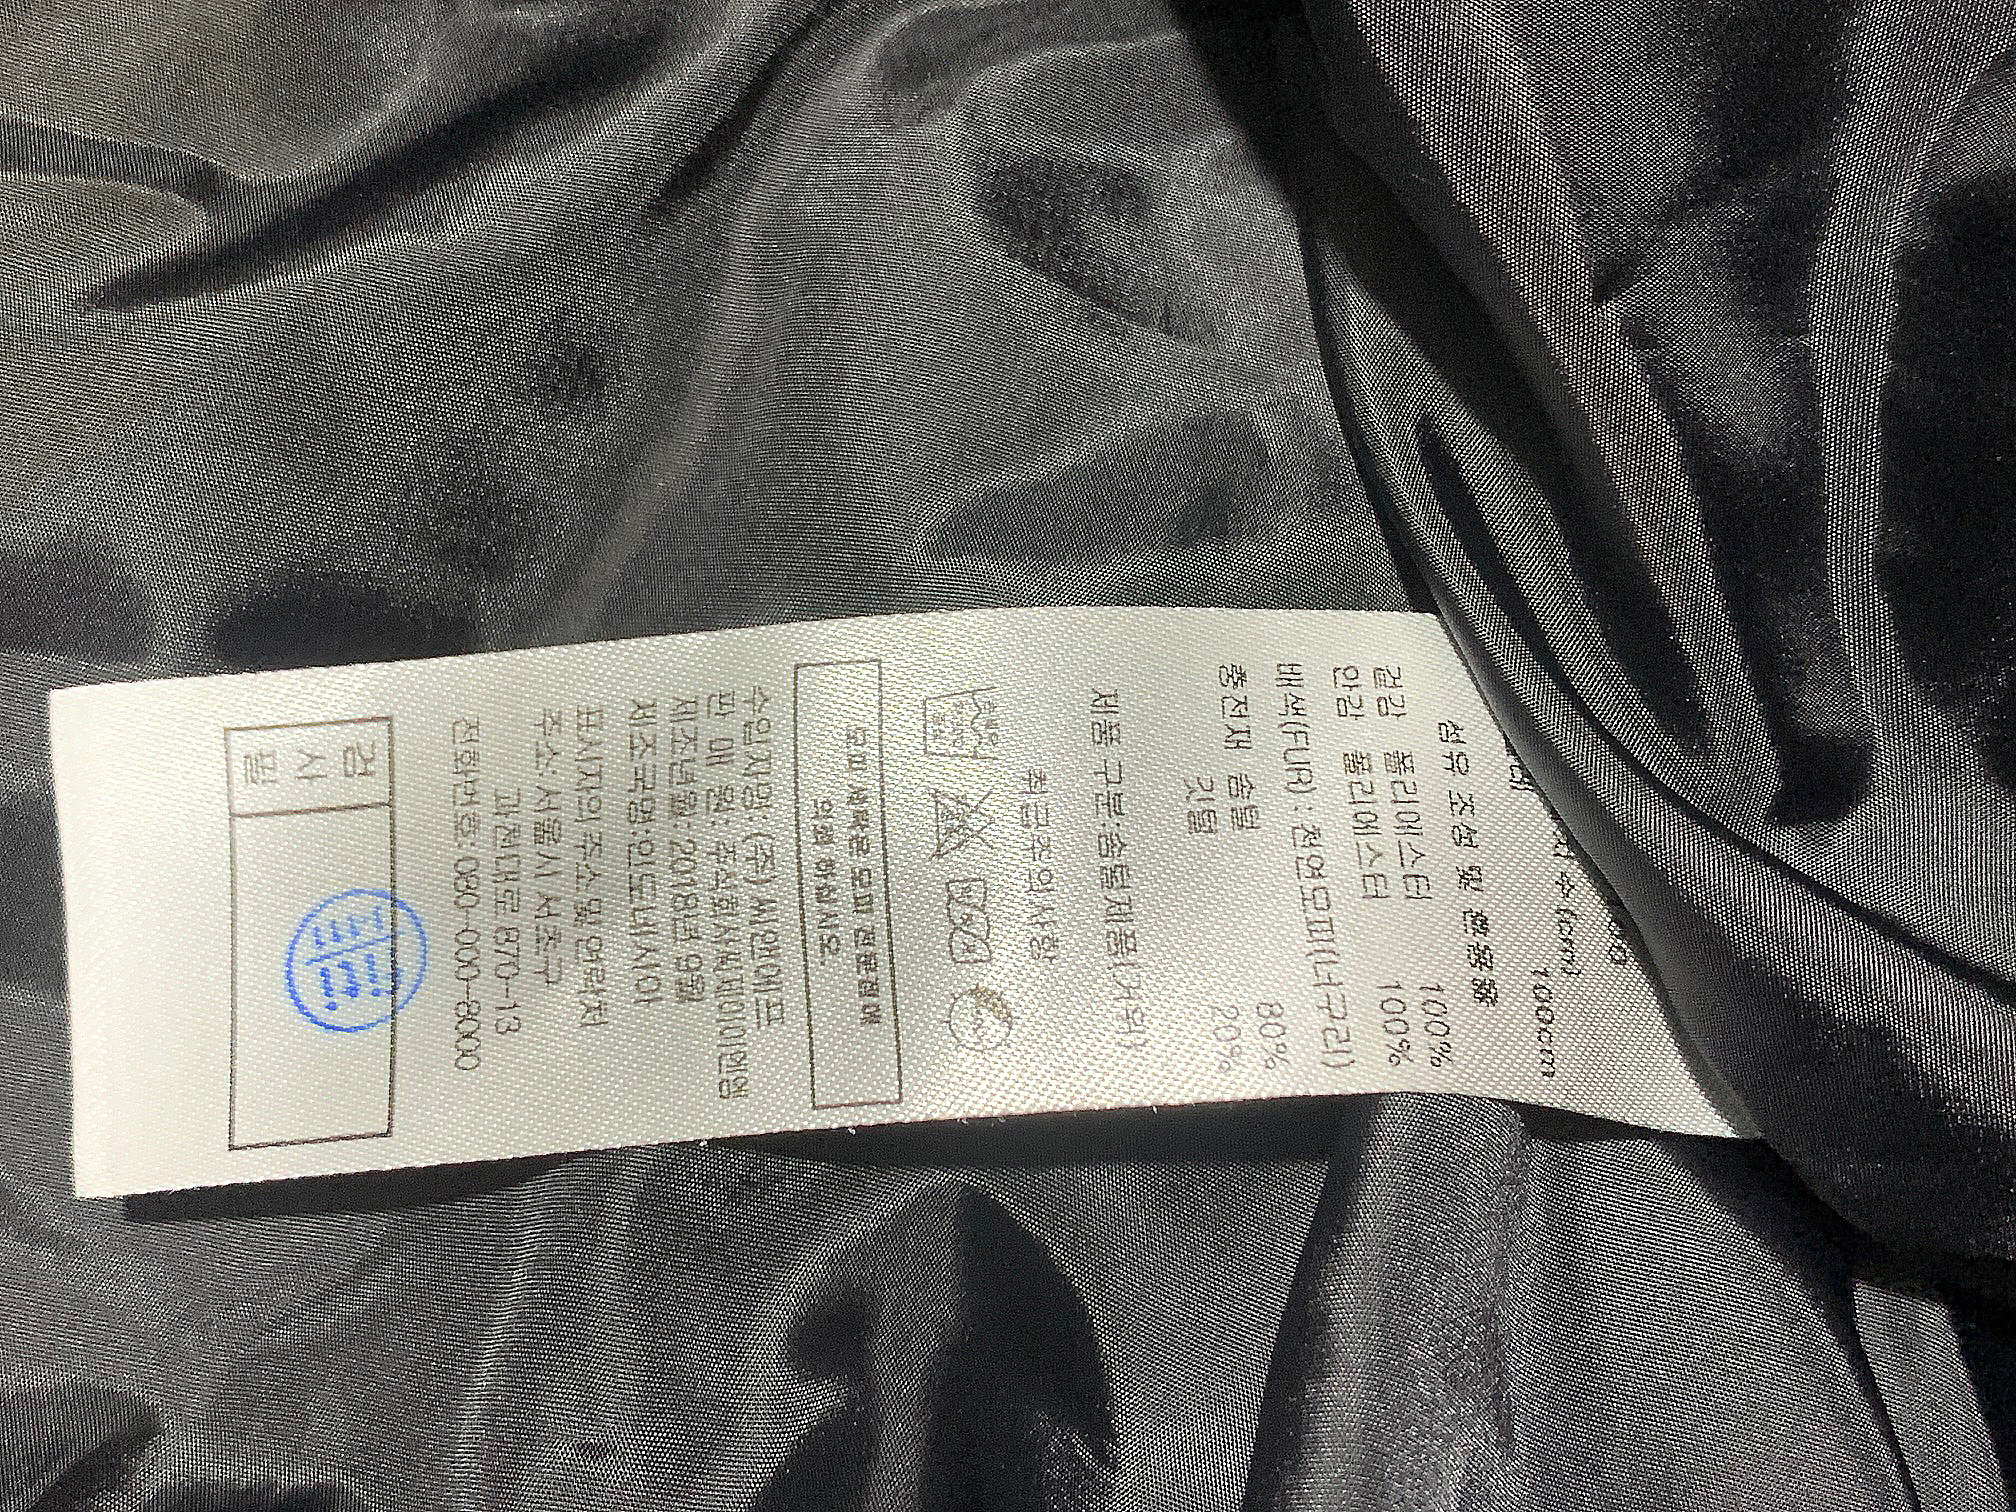 치수(cm)
100cm
섬유 조성 및 혼용률
겉감 폴리에스터 100%
안감 폴리에스터 100%
배색(FUR): 천연모피(너구리)
충전재 솜털 80%
깃털 20%
제품 구분:솜털제품(거위)
취급주의사항
모피 세탁은 모피 전문점에
의뢰 하십시오
수입자명: (주)씨앤에프
판 매 원: 주식회사씨제이이엔엠
제조년월: 2018년 9월
제조국명:인도네시아
표시자의 주소 및 연락처
주소:서울시 서초구
과천대로 870-13
전화번호: 080-000-8000
검사필